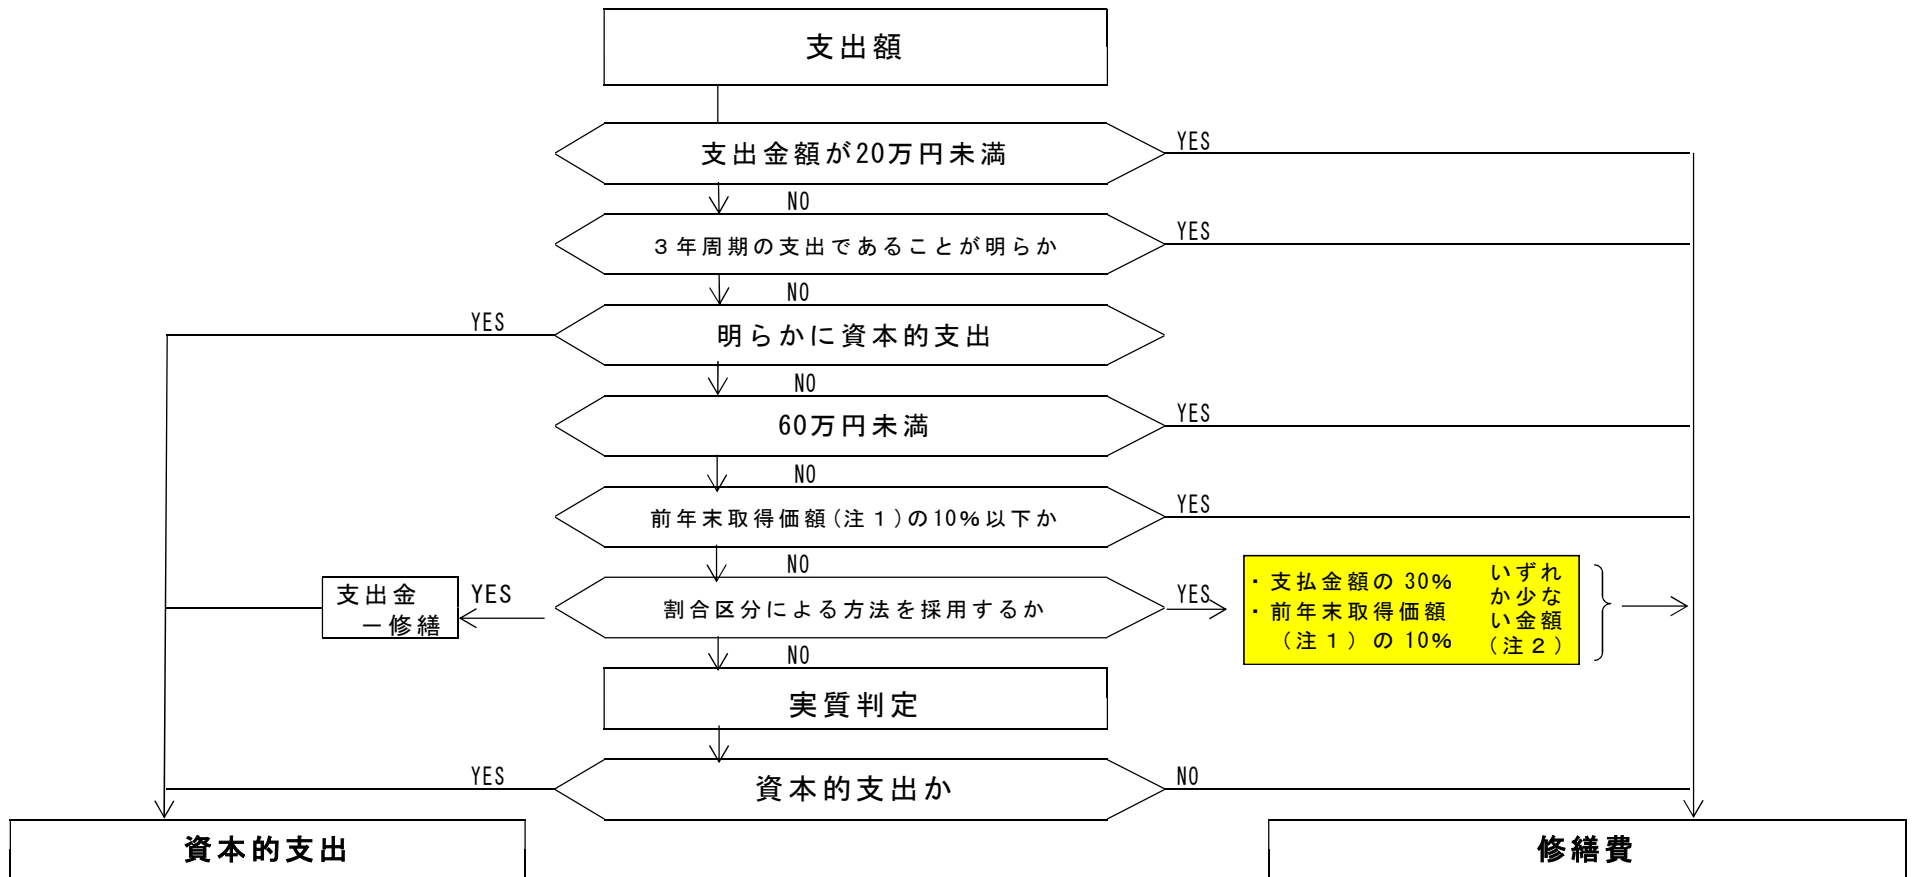 支出額
支出金額が20万円未満
YES
NO
3年周期の支出であることが明らか
YES
NO
YES
明らかに資本的支出
NO
60万円未満
YES
NO
前年末取得価額(注1)の10%以下か
YES
NO
支出金
－修繕
YES
割合区分による方法を採用するか
YES
・支払金額の 30%
・前年末取得価額
(注1)の 10%
いずれ
か少な
い金額
(注2)
NO
実質判定
YES
資本的支出か
NO
資本的支出
修繕費